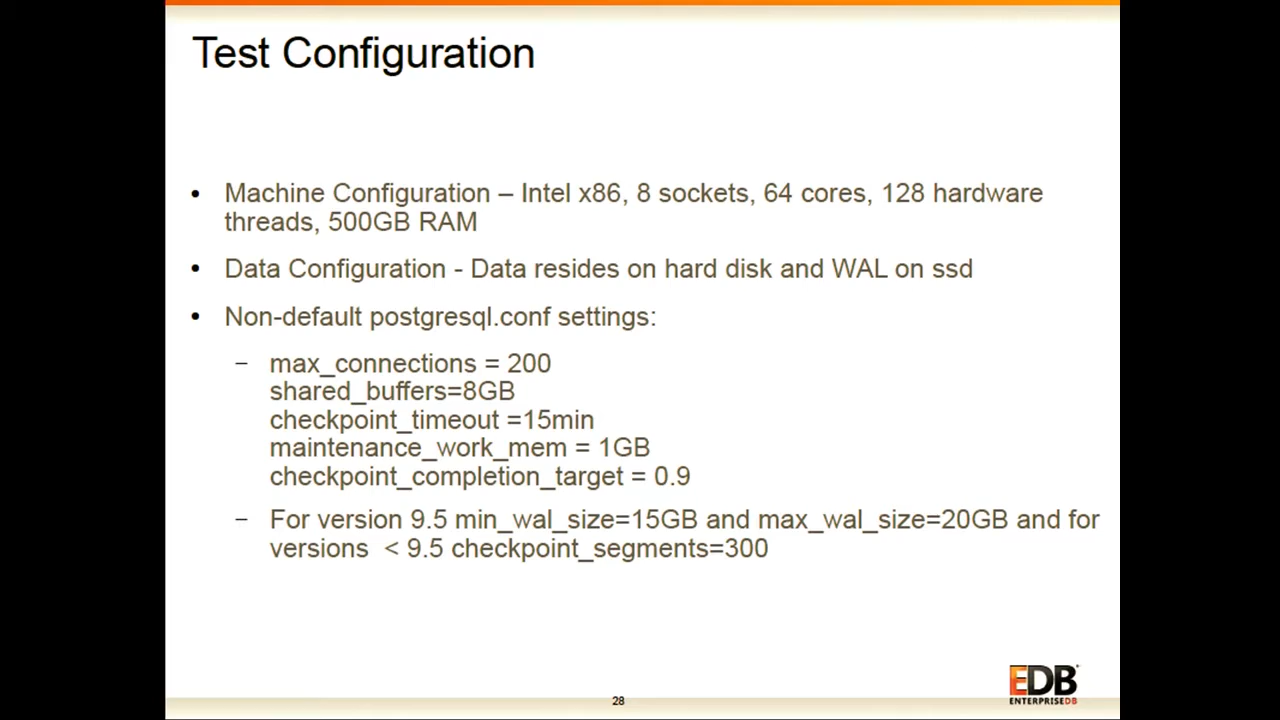 Test Configuration
• Machine Configuration – Intel x86, 8 sockets, 64 cores, 128 hardware
threads, 500GB RAM
• Data Configuration - Data resides on hard disk and WAL on ssd
• Non-default postgresql.conf settings:
– max_connections = 200
shared_buffers=8GB
checkpoint_timeout =15min
maintenance_work_mem = 1GB
checkpoint_completion_target = 0.9
– For version 9.5 min_wal_size=15GB and max_wal_size=20GB and for
versions < 9.5 checkpoint_segments=300
EDB
ENTERPRISEDB
28